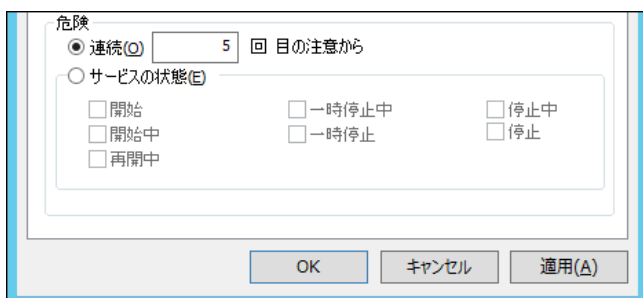 危険
連続(O) 5 回 目の注意から
サービスの状態(E)
開始 一時停止中 停止中
開始中 一時停止 停止
再開中
OK キャンセル 適用(A)